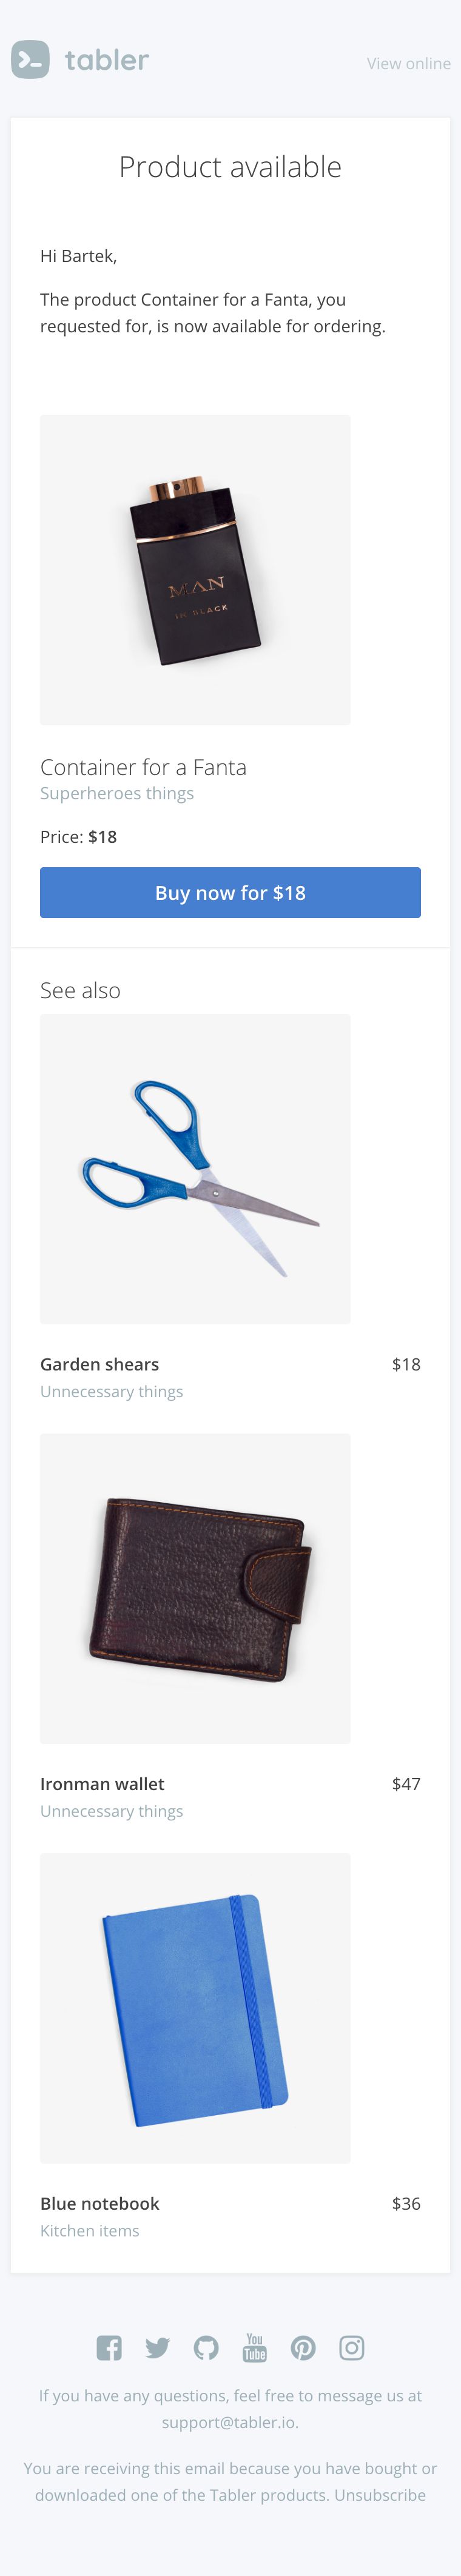 tabler
View online
Product available
Hi Bartek,
The product Container for a Fanta, you
requested for, is now available for ordering.
MAN
IN BLACK
Container for a Fanta
Superheroes things
Price: $18
Buy now for $18
See also
Garden shears
$18
Unnecessary things
Ironman wallet
$47
Unnecessary things
Blue notebook
$36
Kitchen items
You
Tube
If you have any questions, feel free to message us at
support@tabler.io.
You are receiving this email because you have bought or
downloaded one of the Tabler products. Unsubscribe